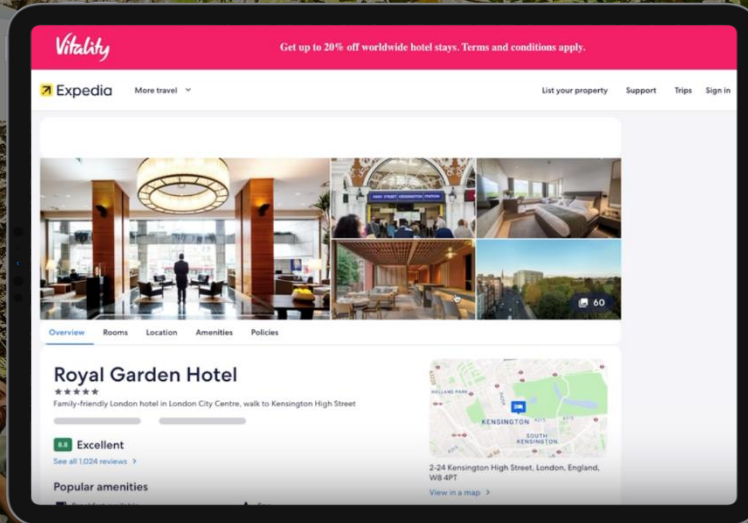 Vitality
Get up to 20% off worldwide hotel stays. Terms and conditions apply.
Expedia
More travel
List your property
Support
Trips
Sign in
HIGH STREET KENSINGTON STATION
60
Overview
Rooms
Location
Amenities
Policies
Royal Garden Hotel
Family-friendly London hotel in London City Centre, walk to Kensington High Street
8.8 Excellent
See all 1,024 reviews
Popular amenities
HOLLAND PARK
KENSINGTON
SOUTH
KENSINGTON
2-24 Kensington High Street, London, England,
W8 4PT
View in a map